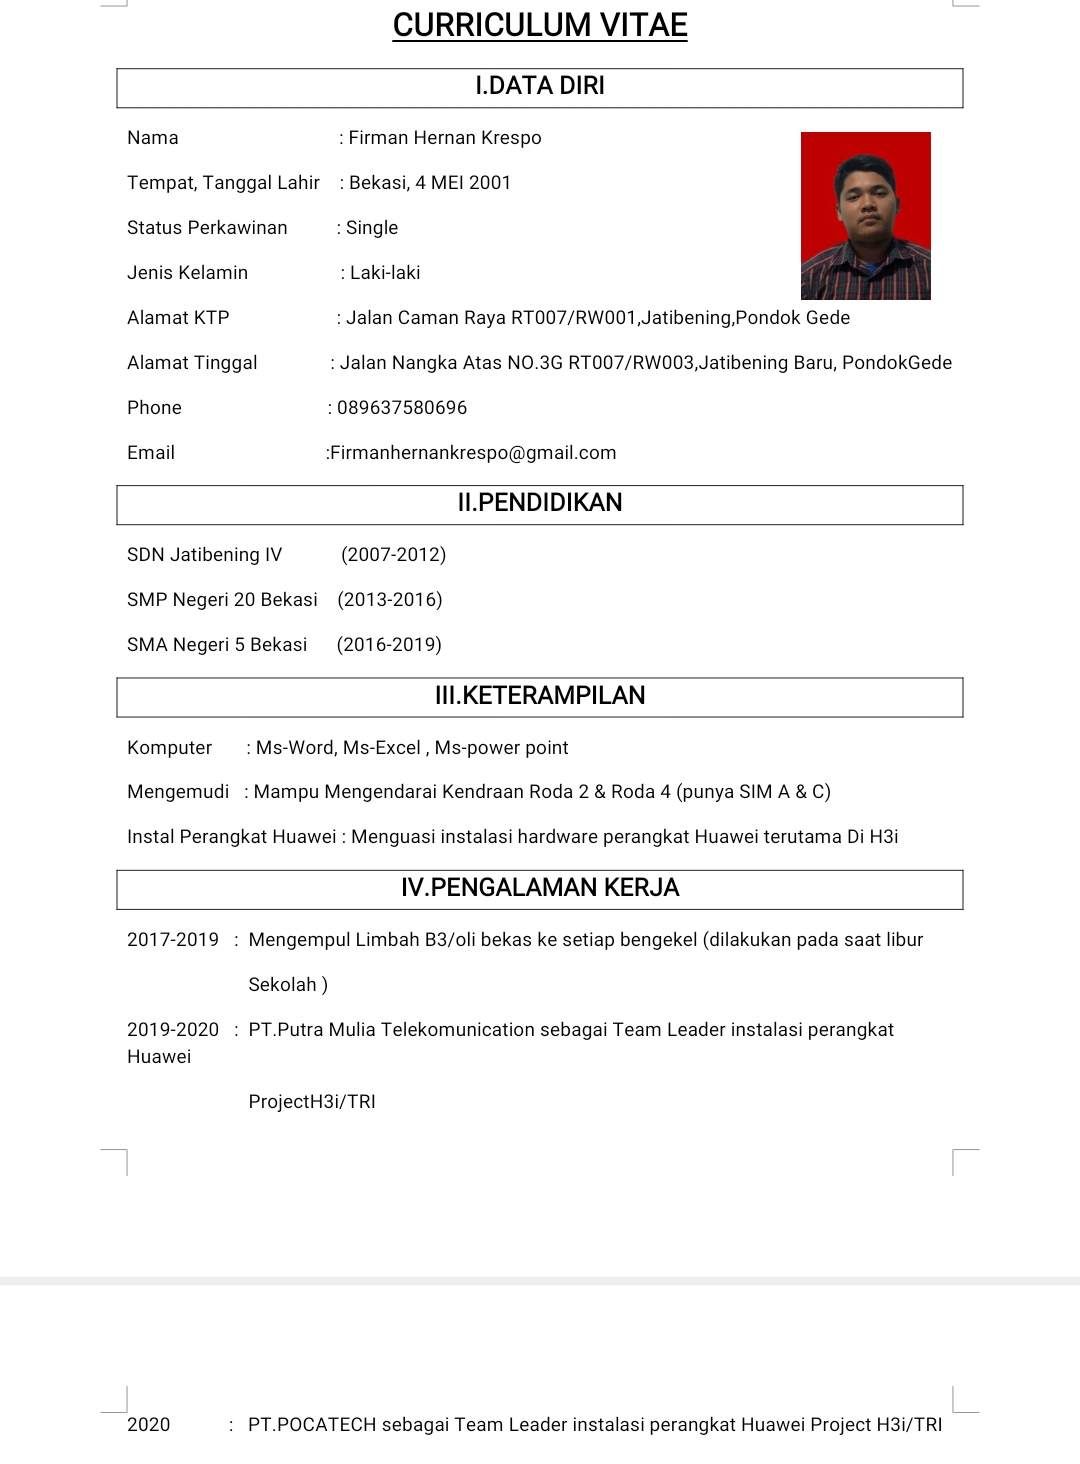 CURRICULUM VITAE
I.DATA DIRI
Nama : Firman Hernan Krespo
Tempat, Tanggal Lahir : Bekasi, 4 MEI 2001
Status Perkawinan : Single
Jenis Kelamin : Laki-laki
Alamat KTP : Jalan Caman Raya RT007/RW001,Jatibening,Pondok Gede
Alamat Tinggal : Jalan Nangka Atas NO.3G RT007/RW003,Jatibening Baru, PondokGede
Phone : 089637580696
Email :Firmanhernankrespo@gmail.com
II.PENDIDIKAN
SDN Jatibening IV (2007-2012)
SMP Negeri 20 Bekasi (2013-2016)
SMA Negeri 5 Bekasi (2016-2019)
III.KETERAMPILAN
Komputer : Ms-Word, Ms-Excel , Ms-power point
Mengemudi : Mampu Mengendarai Kendraan Roda 2 & Roda 4 (punya SIM A & C)
Instal Perangkat Huawei : Menguasi instalasi hardware perangkat Huawei terutama Di H3i
IV.PENGALAMAN KERJA
2017-2019 : Mengempul Limbah B3/oli bekas ke setiap bengekel (dilakukan pada saat libur
Sekolah )
2019-2020 : PT.Putra Mulia Telekomunication sebagai Team Leader instalasi perangkat
Huawei
ProjectH3i/TRI
2020 : PT.POCATECH sebagai Team Leader instalasi perangkat Huawei Project H3i/TRI